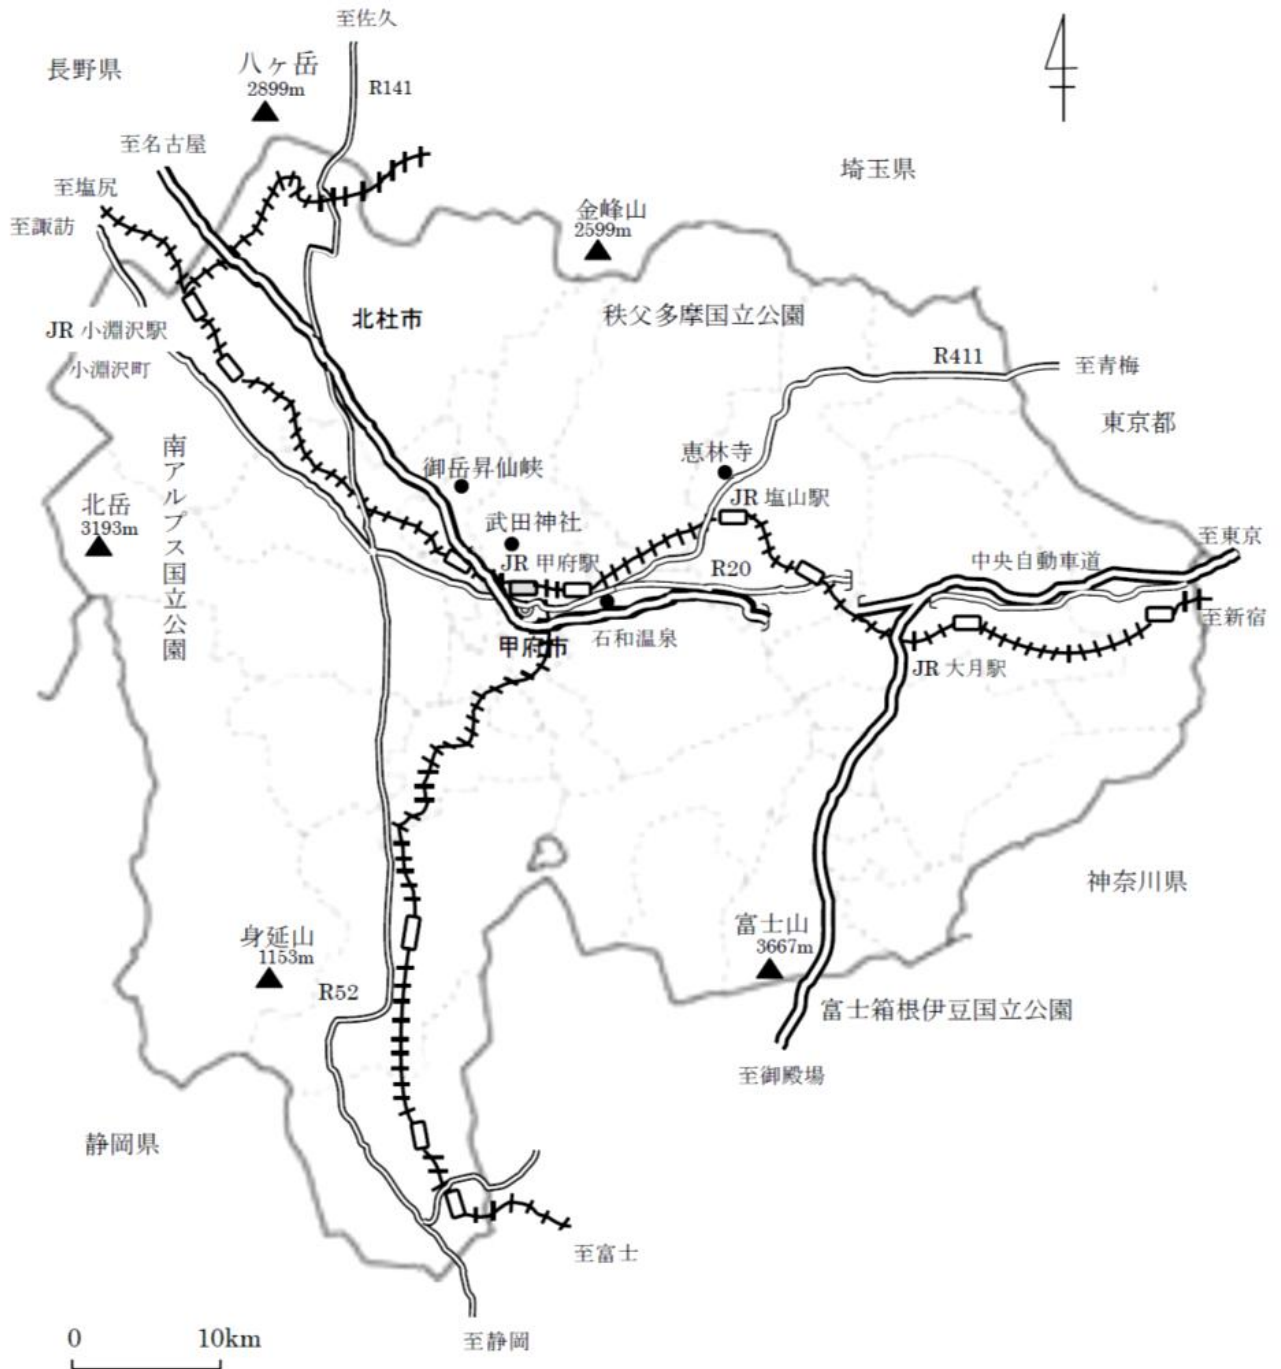 至佐久
長野県
八ヶ岳
2899m
R141
至名古屋
埼玉県
至塩尻
至諏訪
金峰山
2599m
北杜市
秩父多摩国立公園
JR 小淵沢駅
小淵沢町
R411
至青梅
東京都
南アルプス国立公園
御岳昇仙峡
恵林寺
JR 塩山駅
北岳
3193m
武田神社
JR 甲府駅
R20
中央自動車道
至東京
甲府市
石和温泉
至新宿
JR 大月駅
神奈川県
身延山
1153m
富士山
3667m
R52
富士箱根伊豆国立公園
至御殿場
静岡県
至富士
至静岡
0 10km